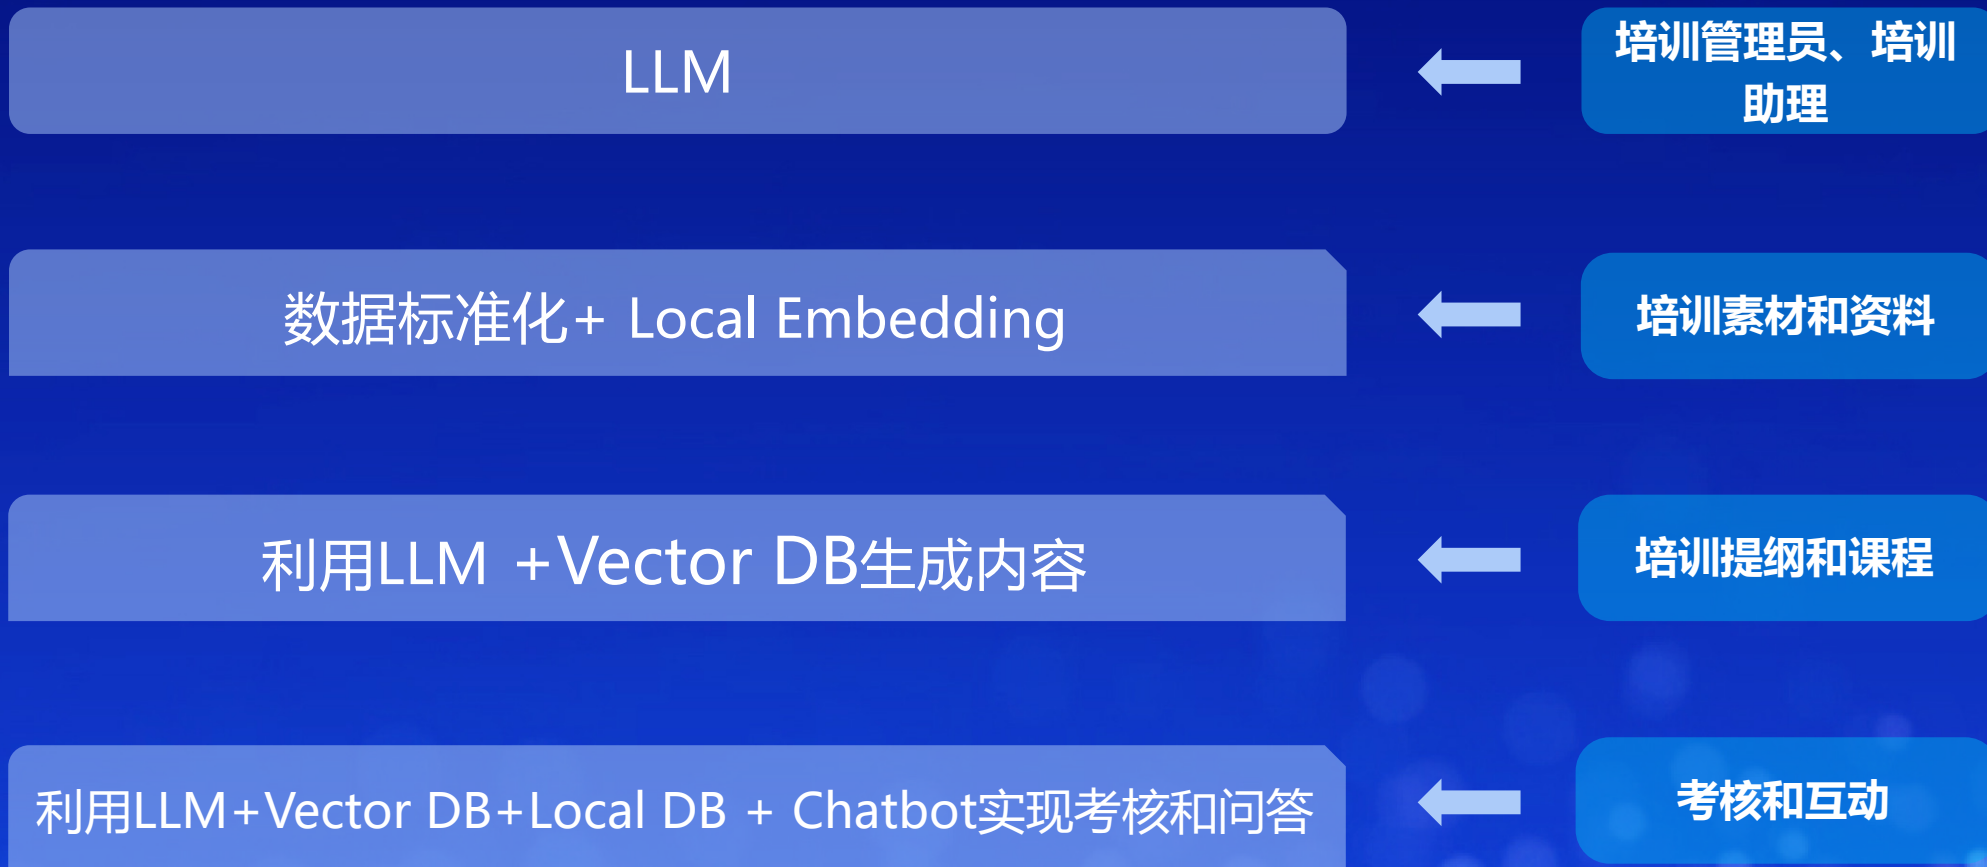 LLM
培训管理员、培训
助理
数据标准化+ Local Embedding
培训素材和资料
利用LLM +Vector DB生成内容
培训提纲和课程
利用LLM+Vector DB+Local DB + Chatbot实现考核和问答
考核和互动